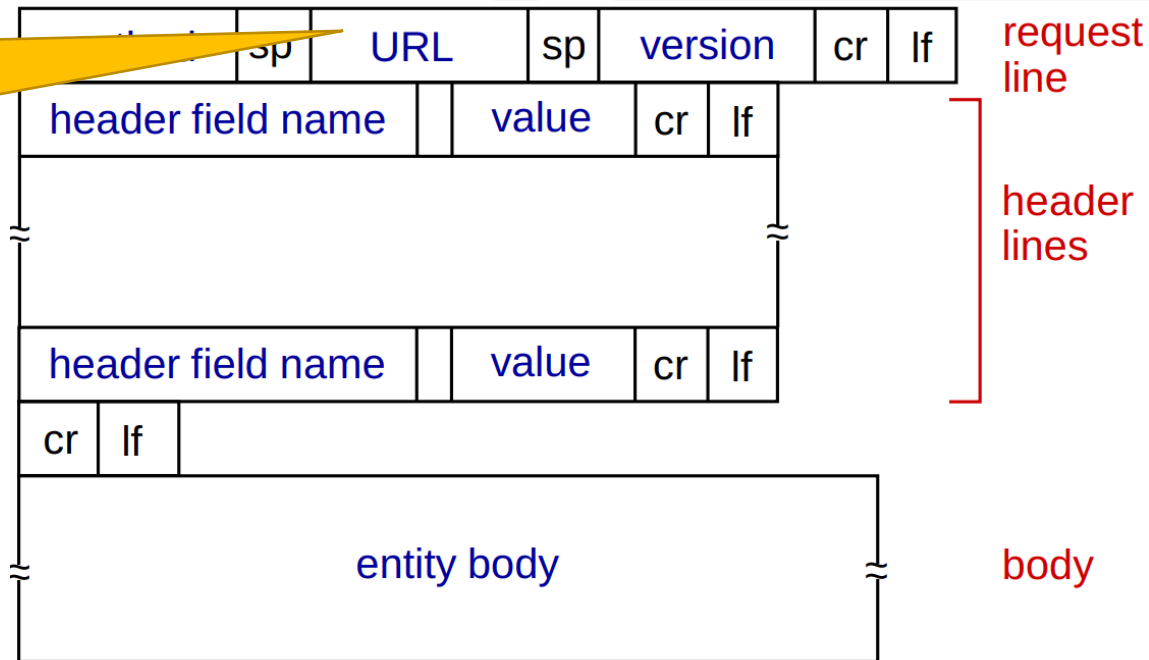 sp URL sp version cr lf
request
line
header field name value cr lf
header
lines
header field name value cr lf
cr lf
entity body
body